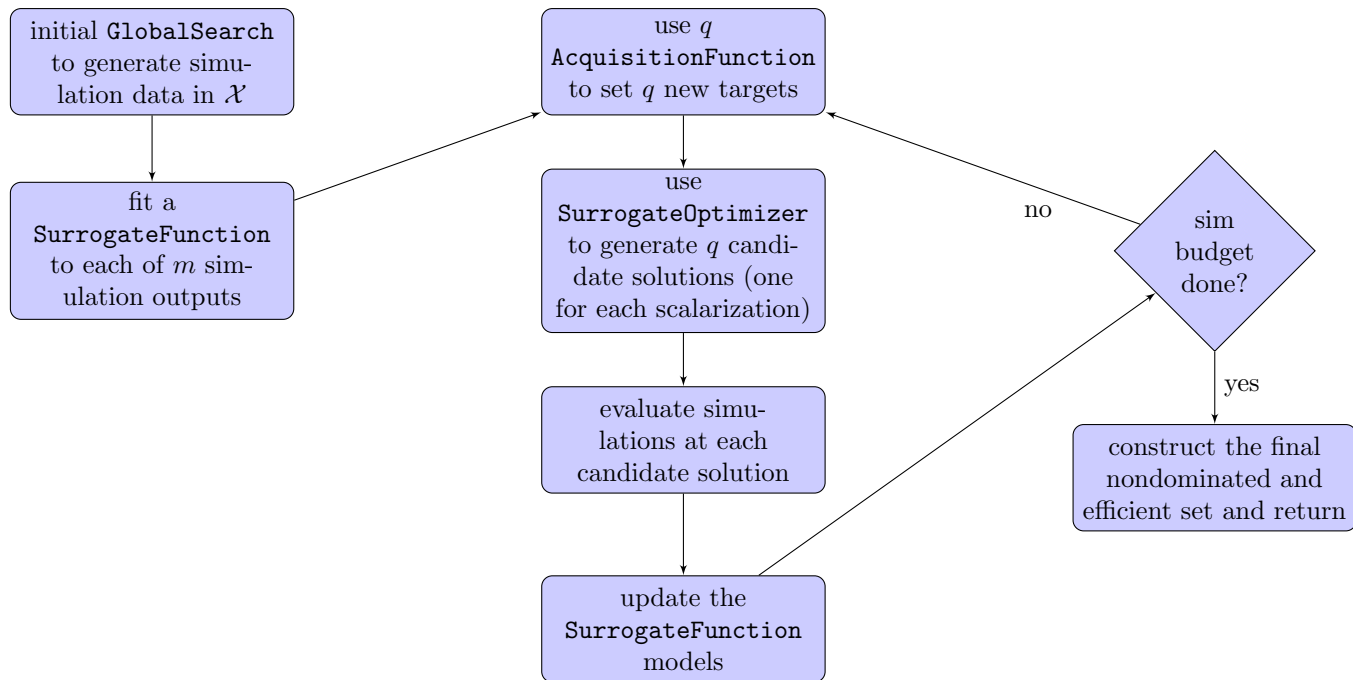 initial GlobalSearch
to generate simu-
lation data in 𝒳
fit a
SurrogateFunction
to each of m sim-
ulation outputs
use q
AcquisitionFunction
to set q new targets
use
SurrogateOptimizer
to generate q candi-
date solutions (one
for each scalarization)
evaluate simu-
lations at each
candidate solution
update the
SurrogateFunction
models
sim
budget
done?
no
yes
construct the final
nondominated and
efficient set and return